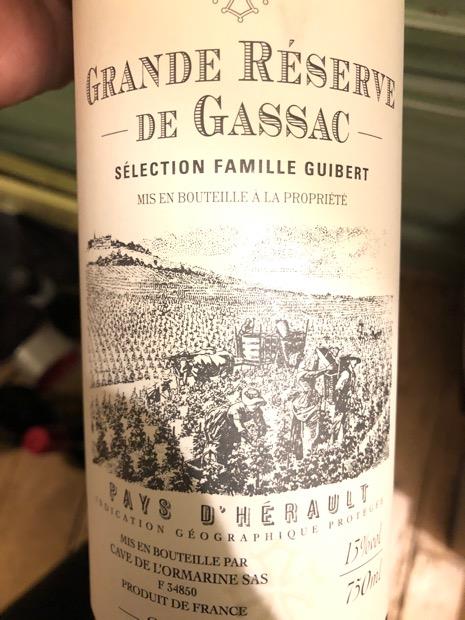 GRANDE RÉSERVE
— DE GASSAC —
SÉLECTION FAMILLE GUIBERT
MIS EN BOUTEILLE À LA PROPRIÉTÉ
PAYS D'HÉRAULT
INDICATION GÉOGRAPHIQUE PROTÉGÉE
MIS EN BOUTEILLE PAR
CAVE DE L'ORMARINE SAS
F 34850
PRODUIT DE FRANCE
13%vol
750ml